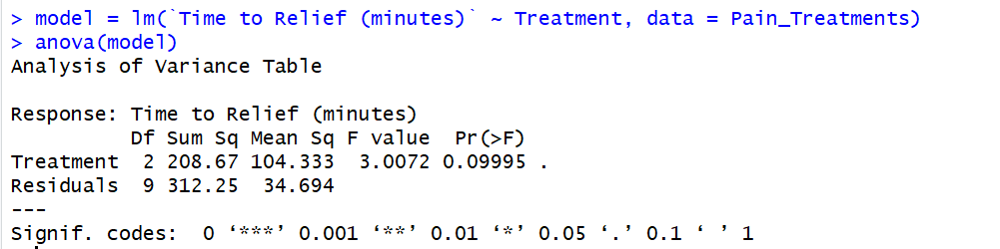 > model = lm(`Time to Relief (minutes)` ~ Treatment, data = Pain_Treatments)
> anova(model)
Analysis of Variance Table

Response: Time to Relief (minutes)
          Df Sum Sq Mean Sq F value  Pr(>F)
Treatment  2 208.67 104.333  3.0072 0.09995 .
Residuals  9 312.25  34.694
---
Signif. codes:  0 ‘***’ 0.001 ‘**’ 0.01 ‘*’ 0.05 ‘.’ 0.1 ‘ ’ 1